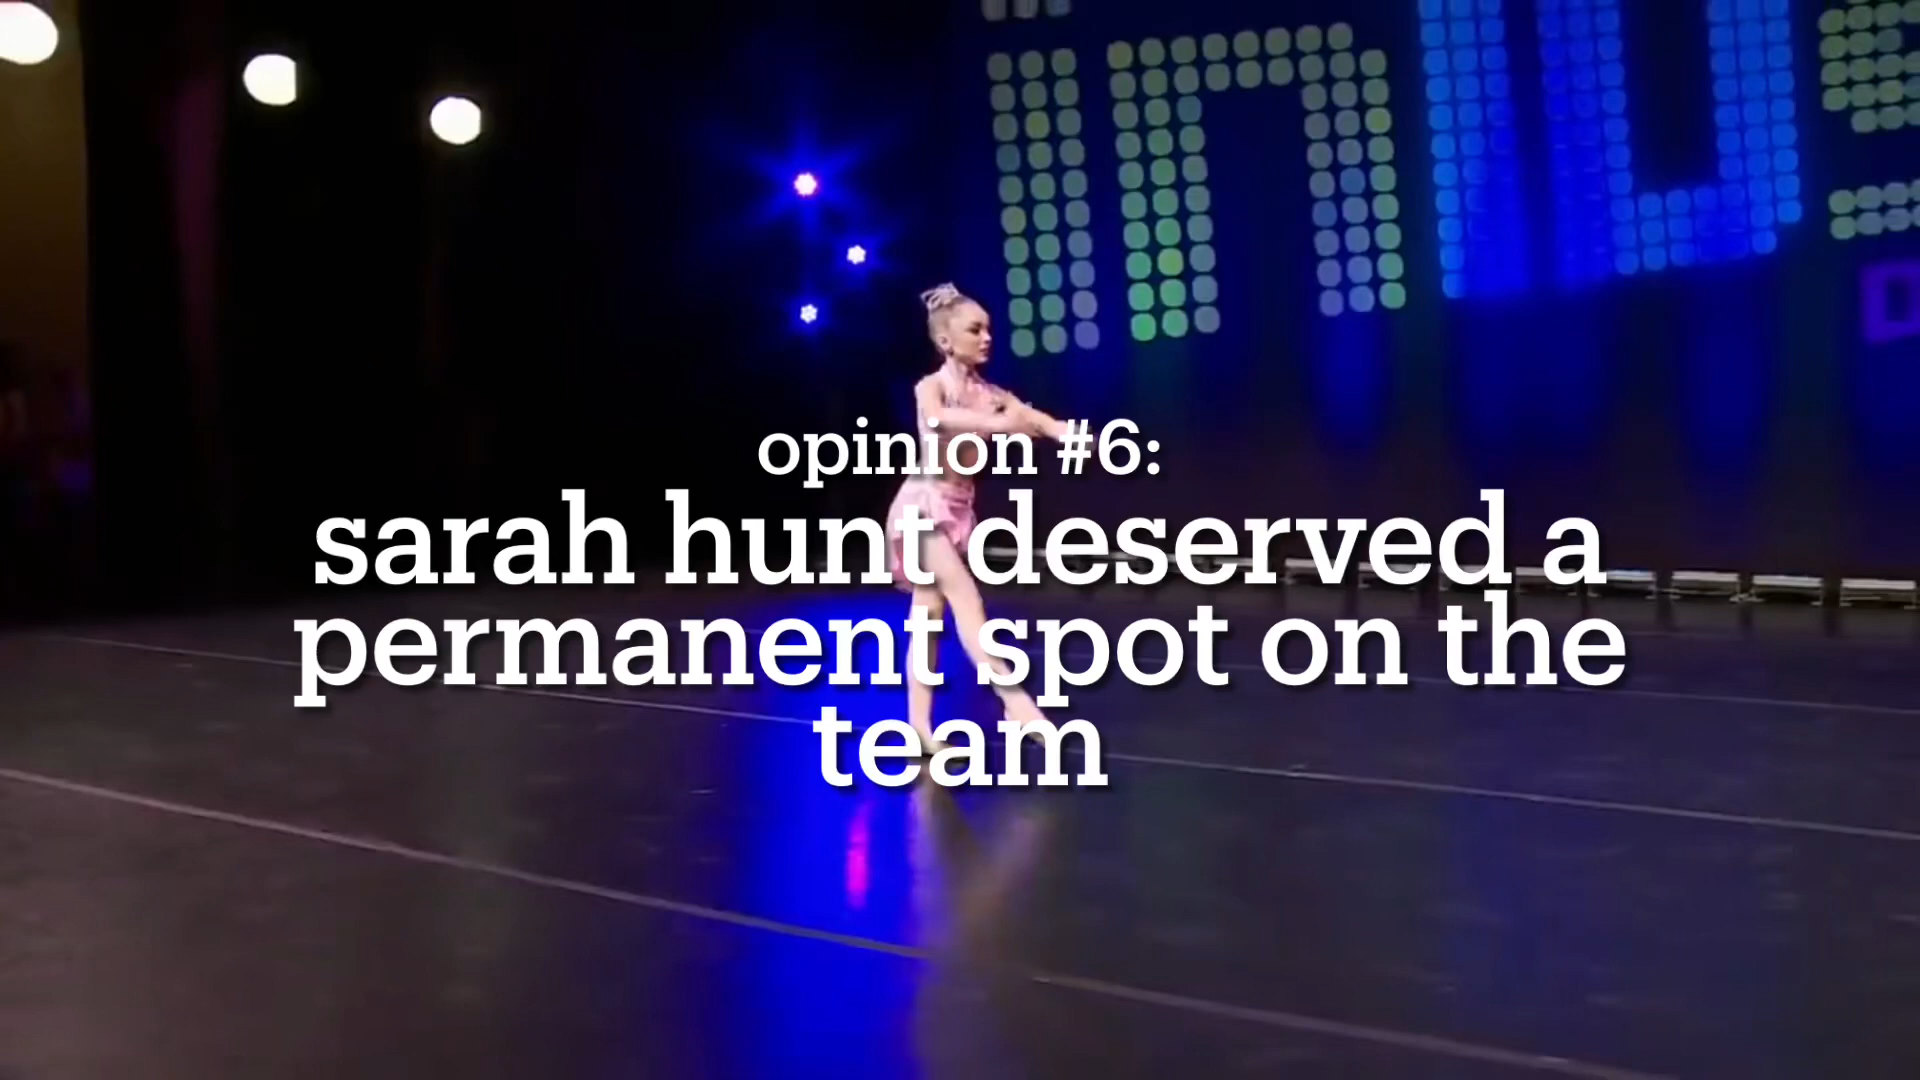 opinion #6:
sarah hunt deserved a
permanent spot on the
team